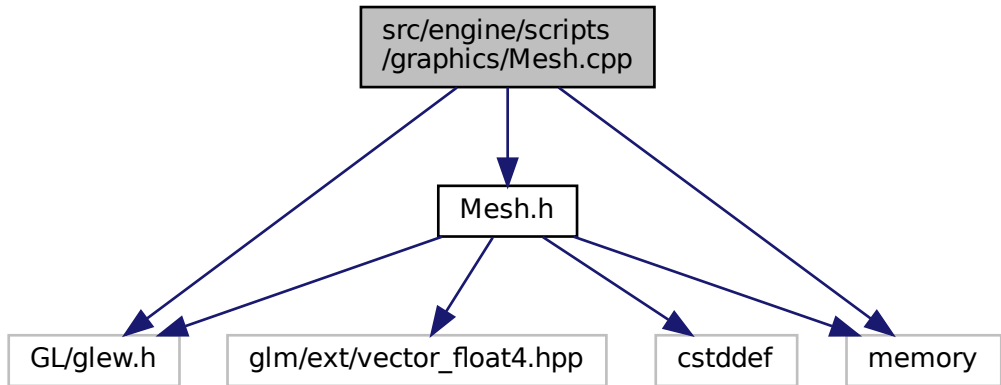 src/engine/scripts
/graphics/Mesh.cpp
Mesh.h
GL/glew.h
glm/ext/vector_float4.hpp
cstddef
memory